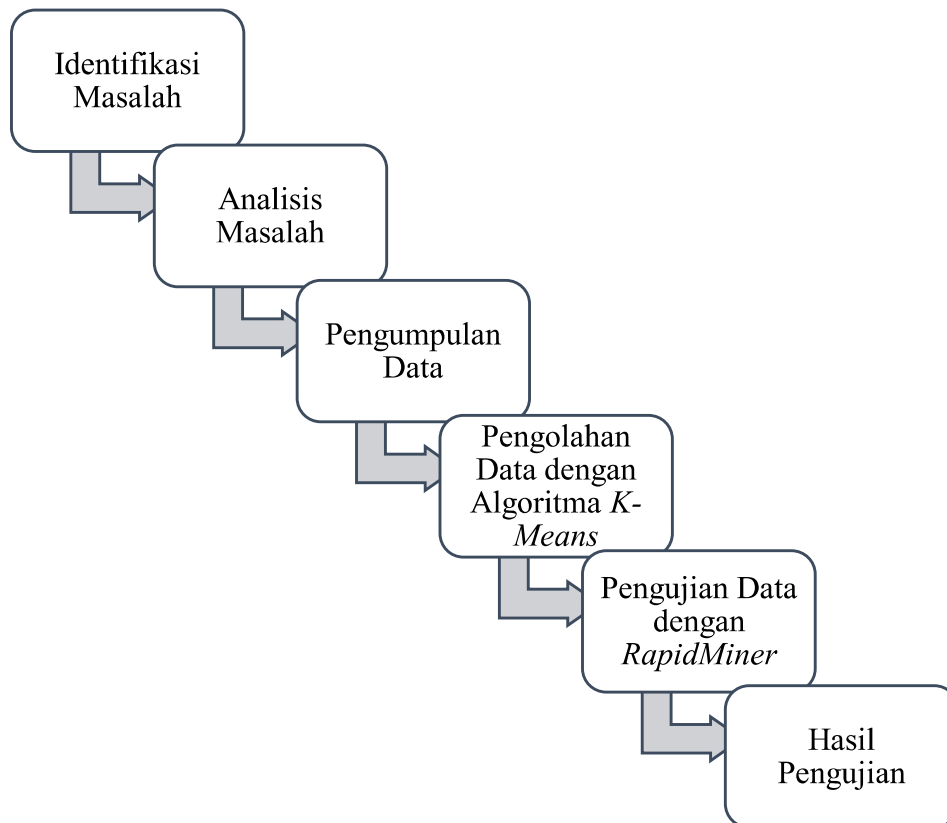 Identifikasi
Masalah
Analisis
Masalah
Pengumpulan
Data
Pengolahan
Data dengan
Algoritma K-
Means
Pengujian Data
dengan
RapidMiner
Hasil
Pengujian